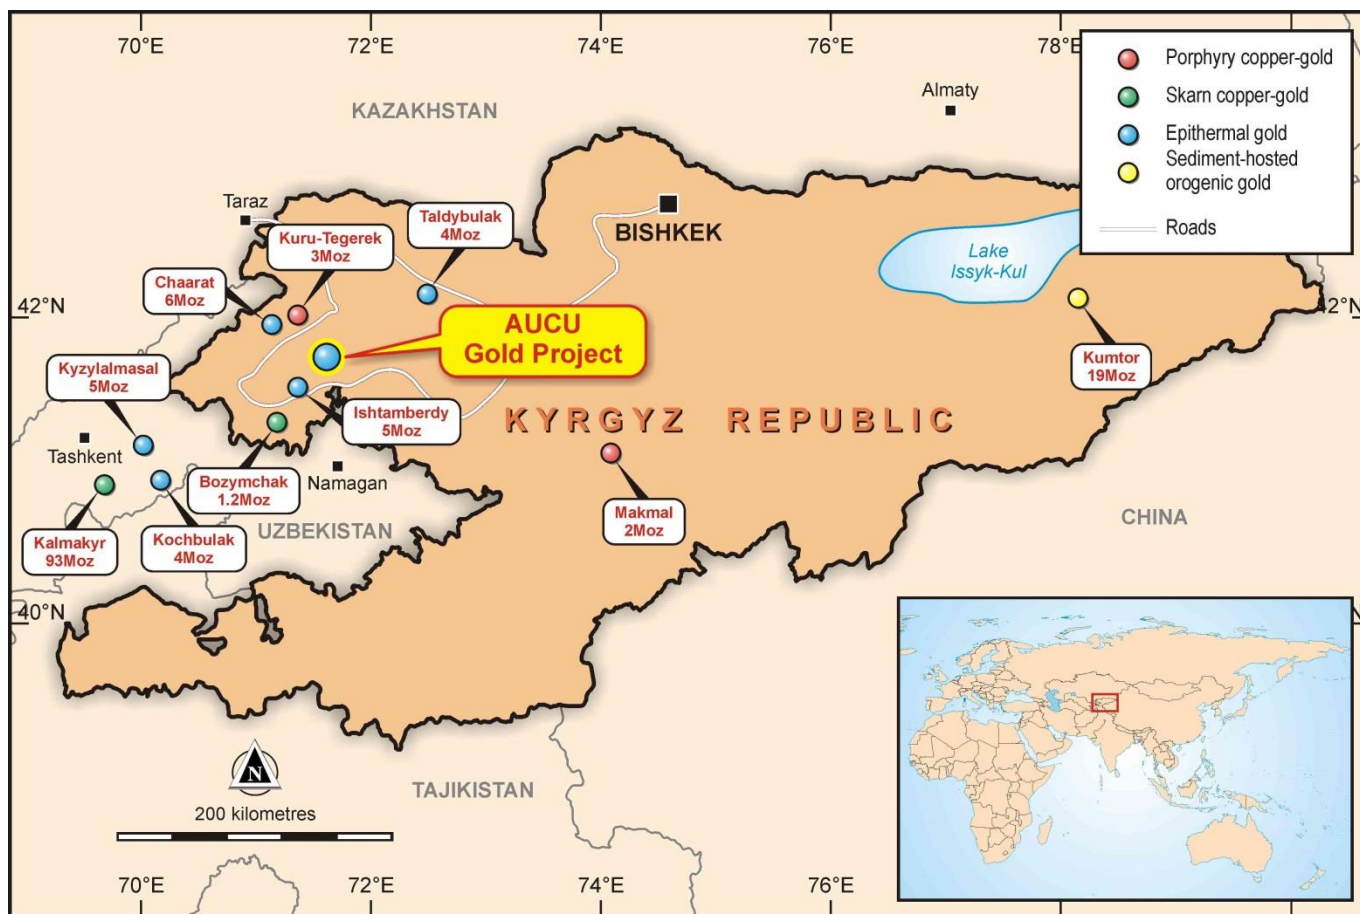 70°E
72°E
74°E
76°E
78°
Porphyry copper-gold
Skarn copper-gold
Epithermal gold
Sediment-hosted
orogenic gold
Roads
KAZAKHSTAN
Almaty
Taraz
Kuru-Tegerek
3Moz
Taldybulak
4Moz
BISHKEK
Lake
Issyk-Kul
Chaarat
6Moz
42°N
42°N
AUCU
Gold Project
Kyzylalmasal
5Moz
Kumtor
19Moz
Ishtamberdy
5Moz
KYRGYZ REPUBLIC
Tashkent
Bozymchak
1.2Moz
Namagan
Makmal
2Moz
Kalmakyr
93Moz
Kochbulak
4Moz
UZBEKISTAN
CHINA
40°N
N
N
200 kilometres
TAJIKISTAN
70°E
72°E
74°E
76°E